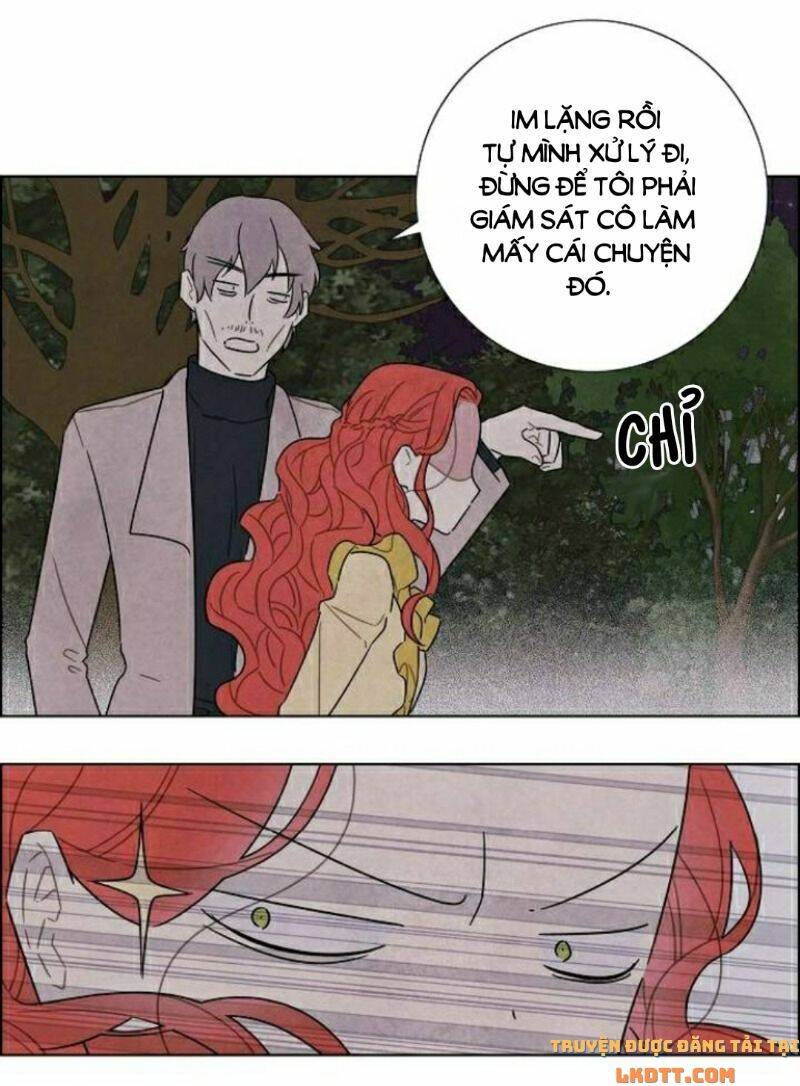 IM LẶNG RỒI
TỰ MÌNH XỬ LÝ ĐI,
ĐỪNG ĐỂ TÔI PHẢI
GIÁM SÁT CÔ LÀM
MẤY CÁI CHUYỆN
ĐÓ.
CHỈ
TRUYỆN ĐƯỢC ĐĂNG TẢI TẠI
LKDTT.COM